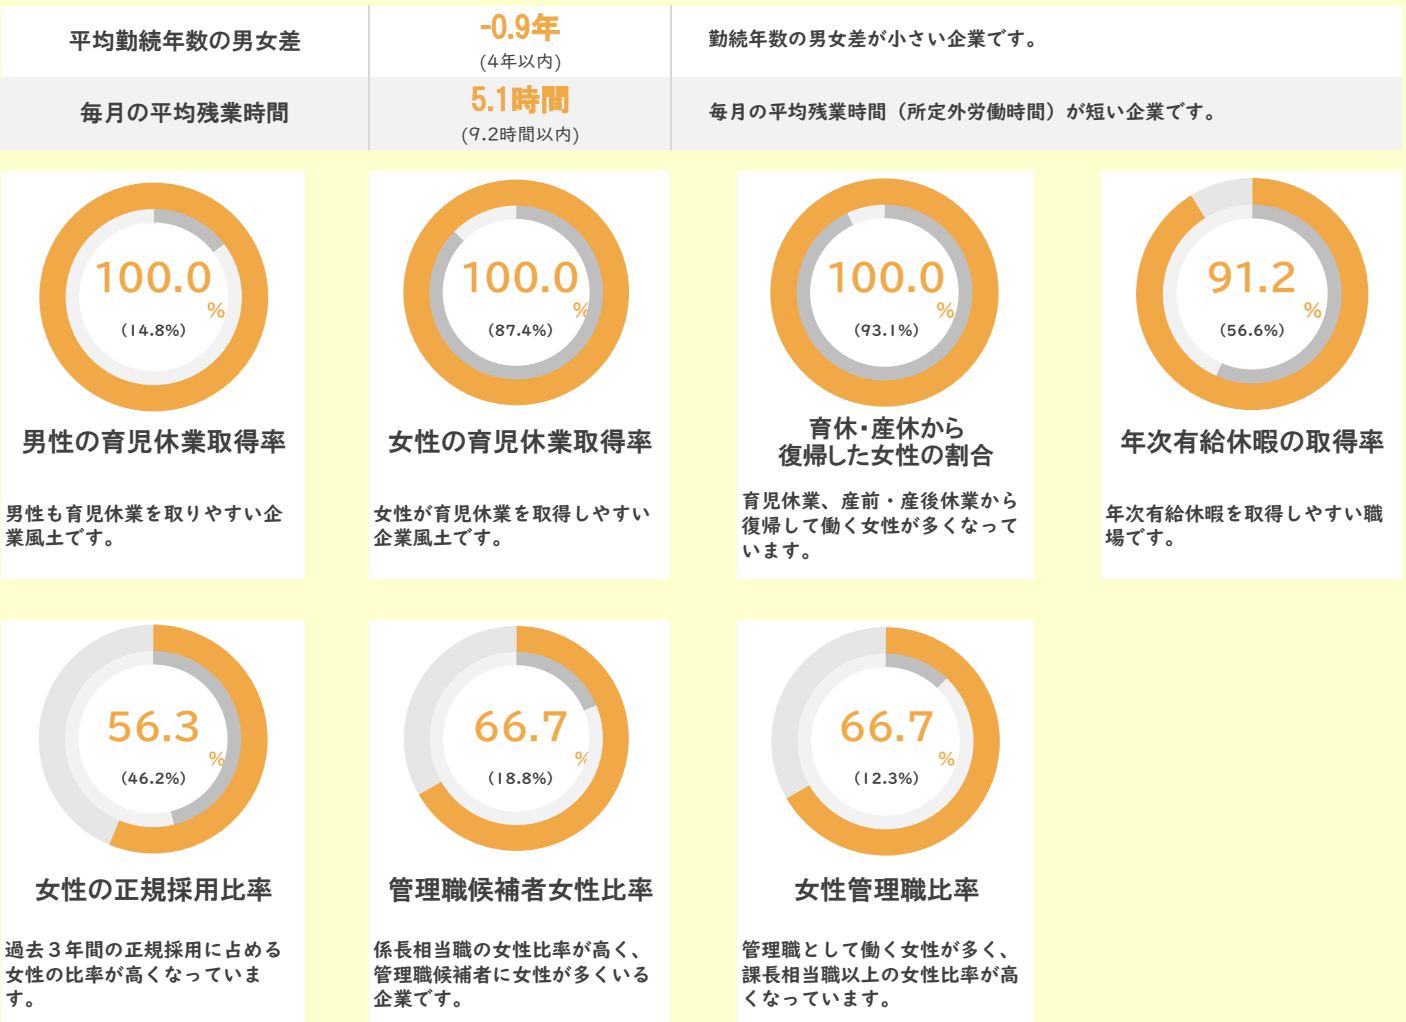 平均勤続年数の男女差
-0.9年
(4年以内)
勤続年数の男女差が小さい企業です。
毎月の平均残業時間
5.1時間
(9.2時間以内)
毎月の平均残業時間（所定外労働時間）が短い企業です。
100.0
%
(14.8%)
男性の育児休業取得率
男性も育児休業を取りやすい企
業風土です。
100.0
%
(87.4%)
女性の育児休業取得率
女性が育児休業を取得しやすい
企業風土です。
100.0
%
(93.1%)
育休・産休から
復帰した女性の割合
育児休業、産前・産後休業から
復帰して働く女性が多くなって
います。
91.2
%
(56.6%)
年次有給休暇の取得率
年次有給休暇を取得しやすい職
場です。
56.3
%
(46.2%)
女性の正規採用比率
過去３年間の正規採用に占める
女性の比率が高くなっていま
す。
66.7
%
(18.8%)
管理職候補者女性比率
係長相当職の女性比率が高く、
管理職候補者に女性が多くいる
企業です。
66.7
%
(12.3%)
女性管理職比率
管理職として働く女性が多く、
課長相当職以上の女性比率が高
くなっています。